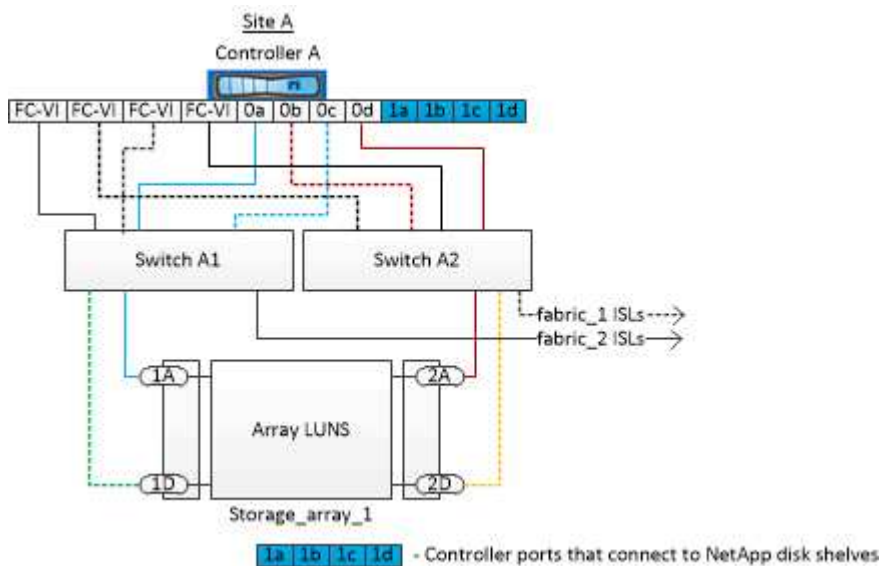 Site A
Controller A
FC-VI FC-VI FC-VI FC-VI 0a 0b 0c 0d 1a 1b 1c 1d
Switch A1 Switch A2
fabric_1 ISLs
fabric_2 ISLs
1A 2A
Array LUNS
1D 2D
Storage_array_1
1a 1b 1c 1d - Controller ports that connect to NetApp disk shelves